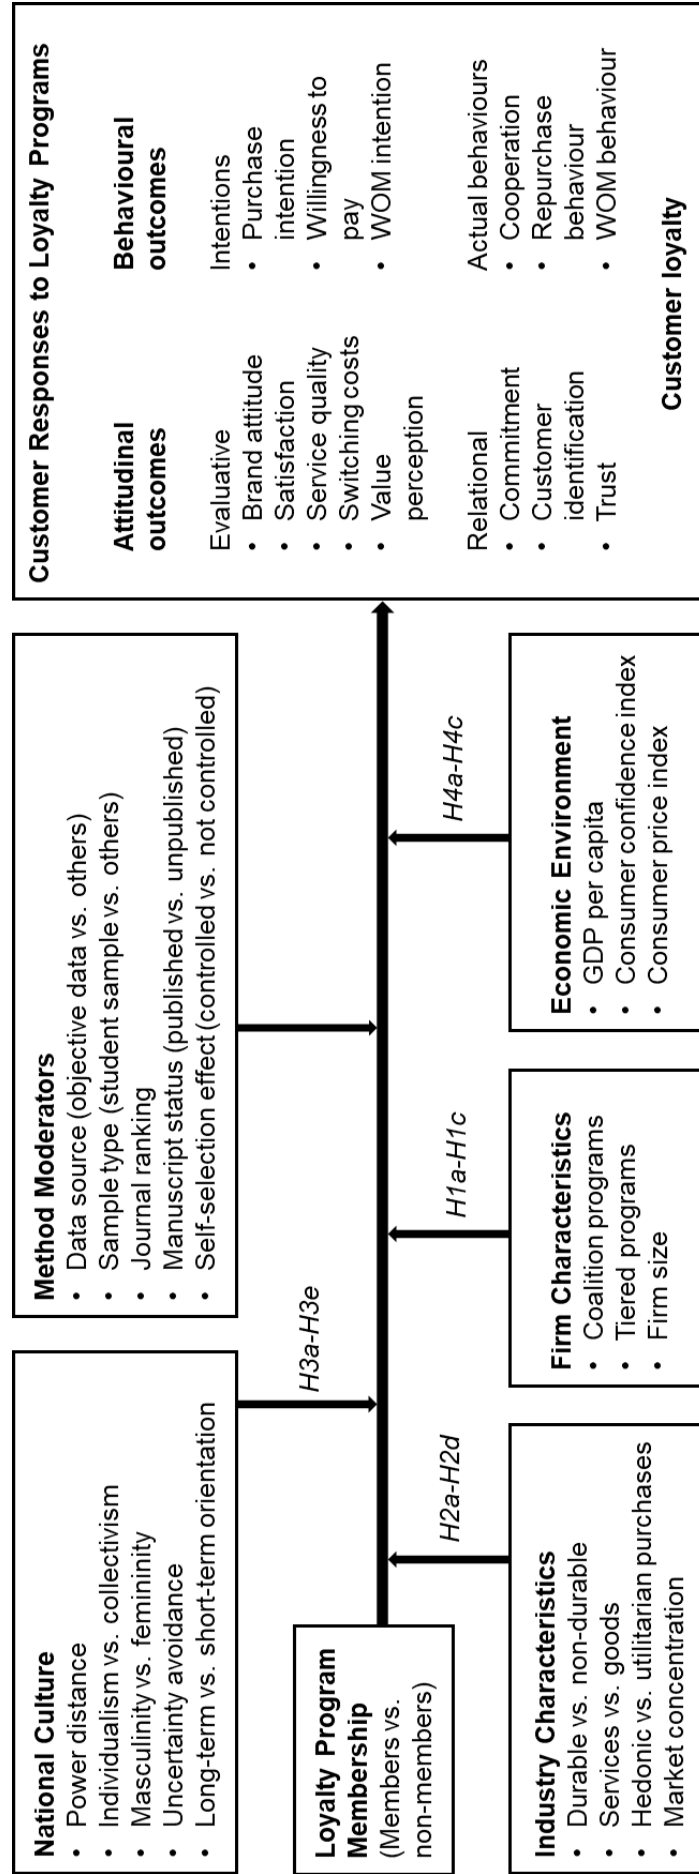 National Culture
• Power distance
• Individualism vs. collectivism
• Masculinity vs. femininity
• Uncertainty avoidance
• Long-term vs. short-term orientation
Method Moderators
• Data source (objective data vs. others)
• Sample type (student sample vs. others)
• Journal ranking
• Manuscript status (published vs. unpublished)
• Self-selection effect (controlled vs. not controlled)
H3a-H3e
Loyalty Program
Membership
(Members vs.
non-members)
H2a-H2d
H1a-H1c
H4a-H4c
Industry Characteristics
• Durable vs. non-durable
• Services vs. goods
• Hedonic vs. utilitarian purchases
• Market concentration
Firm Characteristics
• Coalition programs
• Tiered programs
• Firm size
Economic Environment
• GDP per capita
• Consumer confidence index
• Consumer price index
Customer Responses to Loyalty Programs
Attitudinal
outcomes
Evaluative
• Brand attitude
• Satisfaction
• Service quality
• Switching costs
• Value
perception
Relational
• Commitment
• Customer
identification
• Trust
Behavioural
outcomes
Intentions
• Purchase
intention
• Willingness to
pay
• WOM intention
Actual behaviours
• Cooperation
• Repurchase
behaviour
• WOM behaviour
Customer loyalty